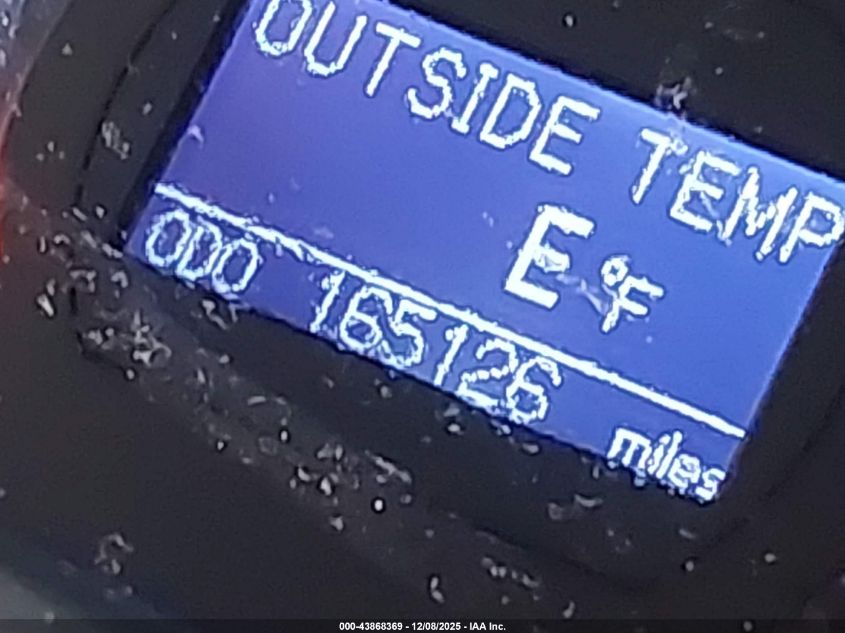 OUTSIDE TEMP
E °F
ODO 165126 miles
000-43868369 - 12/08/2025 - IAA Inc.